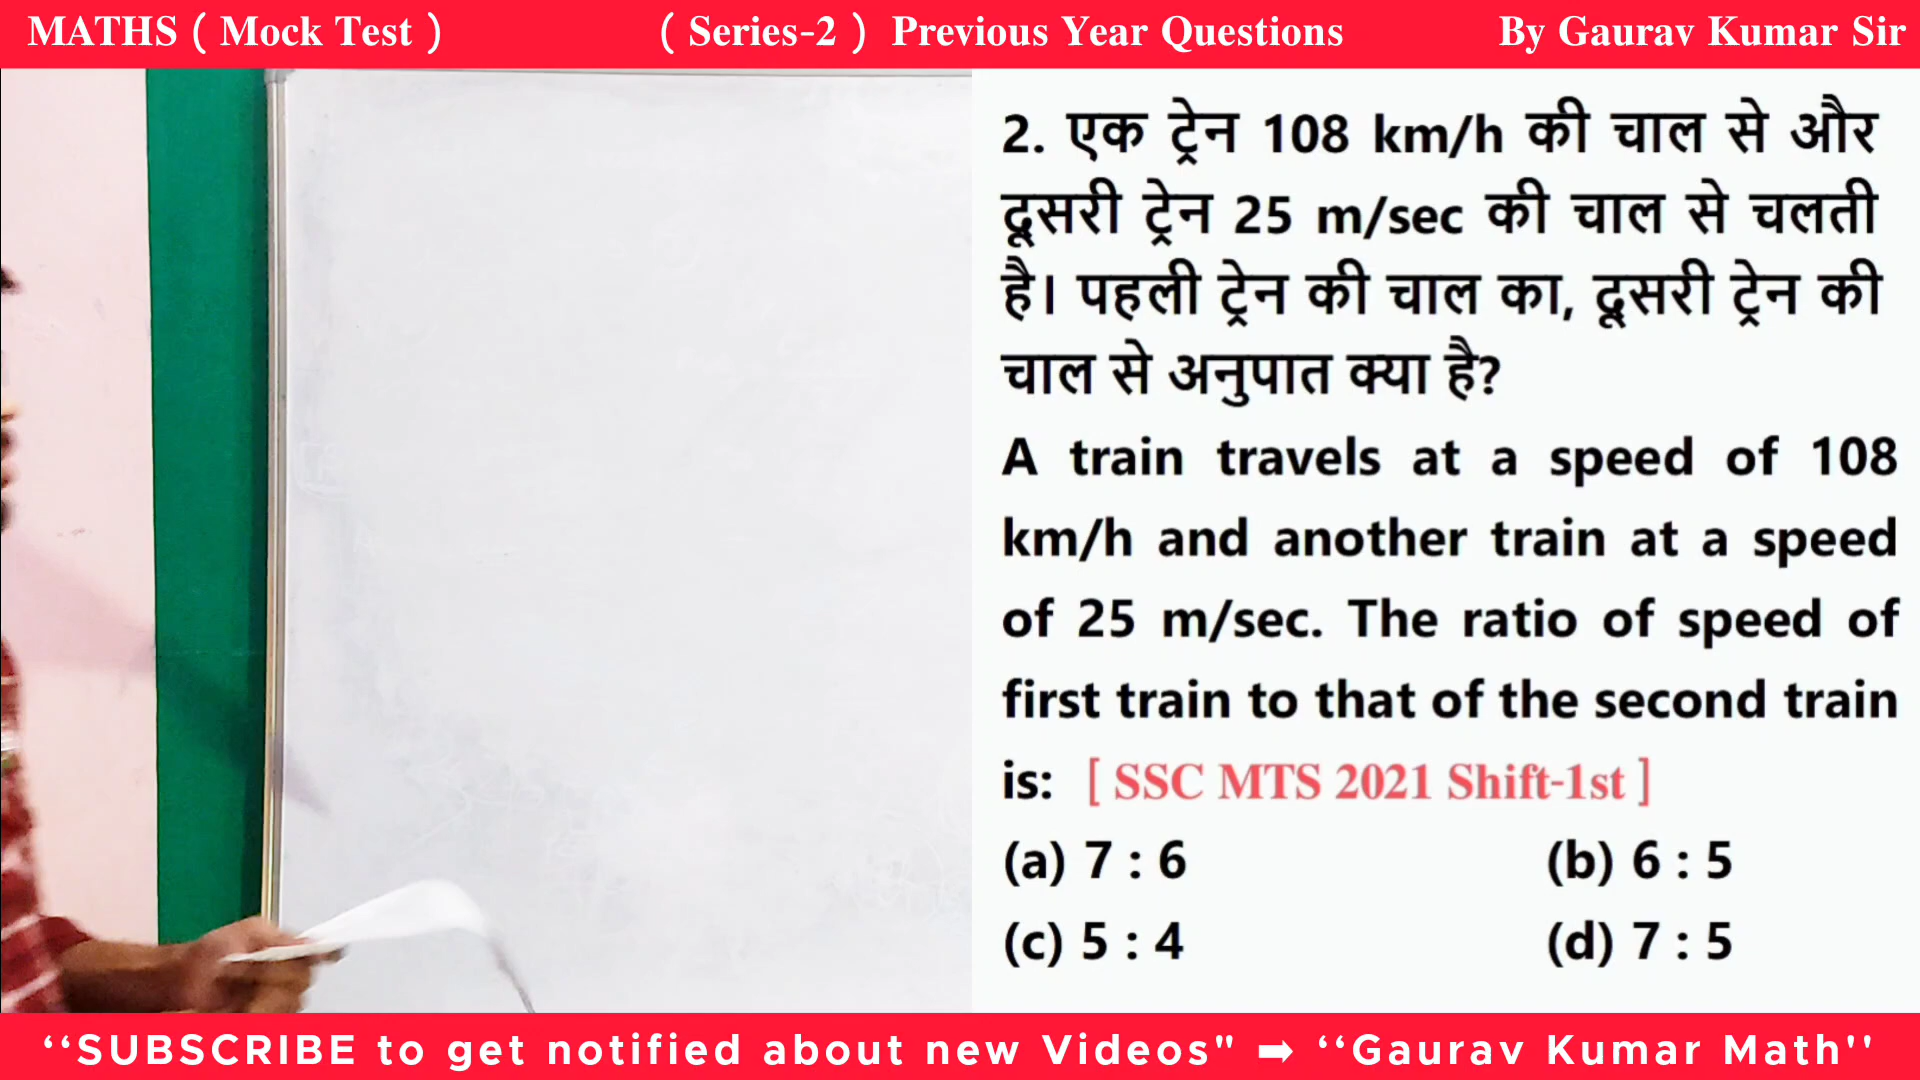 MATHS ( Mock Test ) ( Series-2 ) Previous Year Questions By Gaurav Kumar Sir
2. एक ट्रेन 108 km/h की चाल से और
दूसरी ट्रेन 25 m/sec की चाल से चलती
है। पहली ट्रेन की चाल का, दूसरी ट्रेन की
चाल से अनुपात क्या है?
A train travels at a speed of 108
km/h and another train at a speed
of 25 m/sec. The ratio of speed of
first train to that of the second train
is: [ SSC MTS 2021 Shift-1st ]
(a) 7 : 6 (b) 6 : 5
(c) 5 : 4 (d) 7 : 5
‘‘SUBSCRIBE to get notified about new Videos" ➡ ‘‘Gaurav Kumar Math''